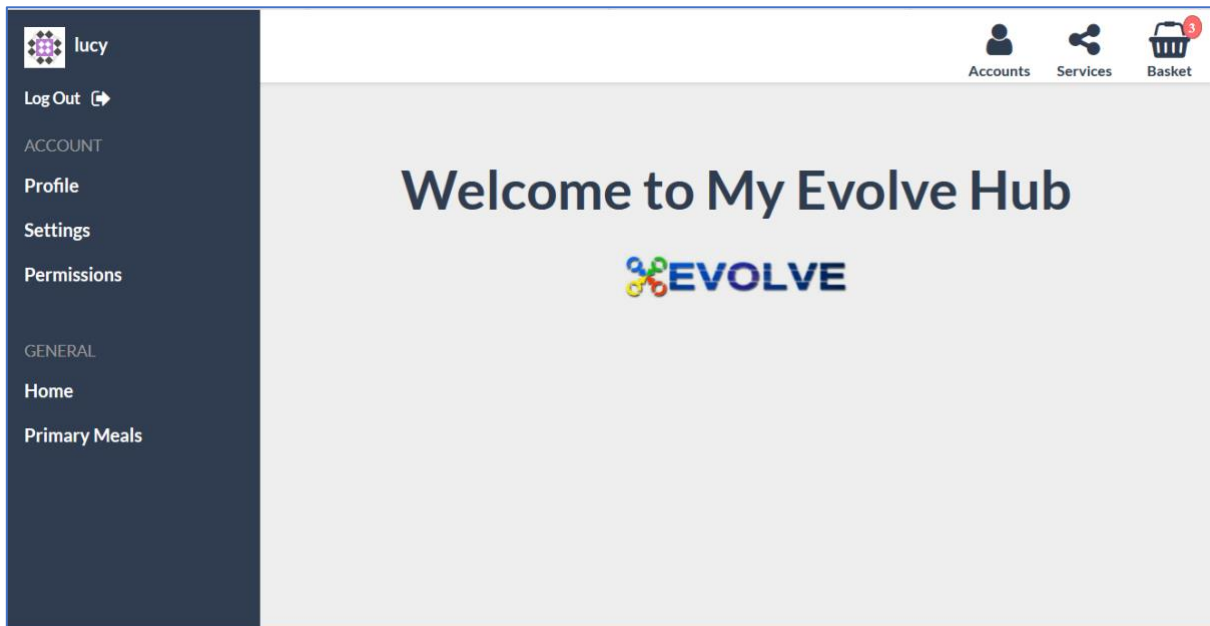 lucy
Log Out
ACCOUNT
Profile
Settings
Permissions
GENERAL
Home
Primary Meals
Accounts
Services
3
Basket
Welcome to My Evolve Hub
EVOLVE